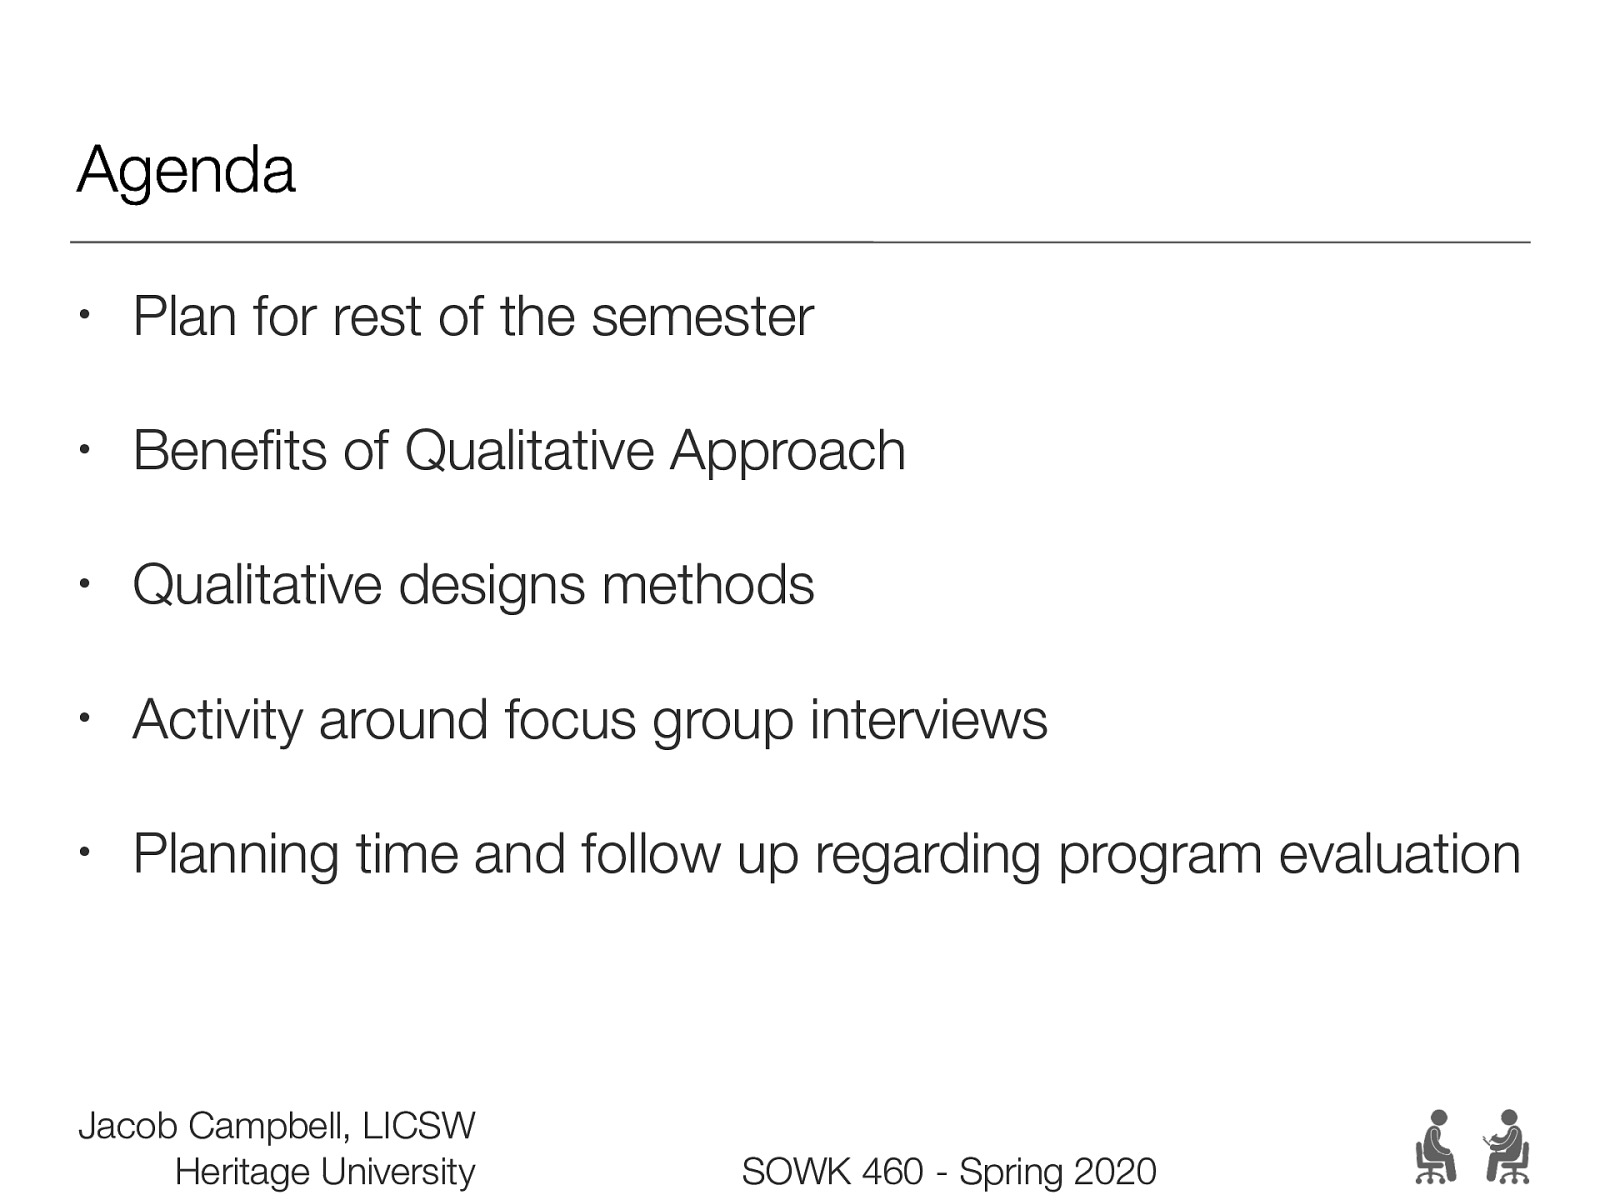 Agenda
• Plan for rest of the semester
• Benefits of Qualitative Approach
• Qualitative designs methods
• Activity around focus group interviews
• Planning time and follow up regarding program evaluation
Jacob Campbell, LICSW
Heritage University
SOWK 460 - Spring 2020